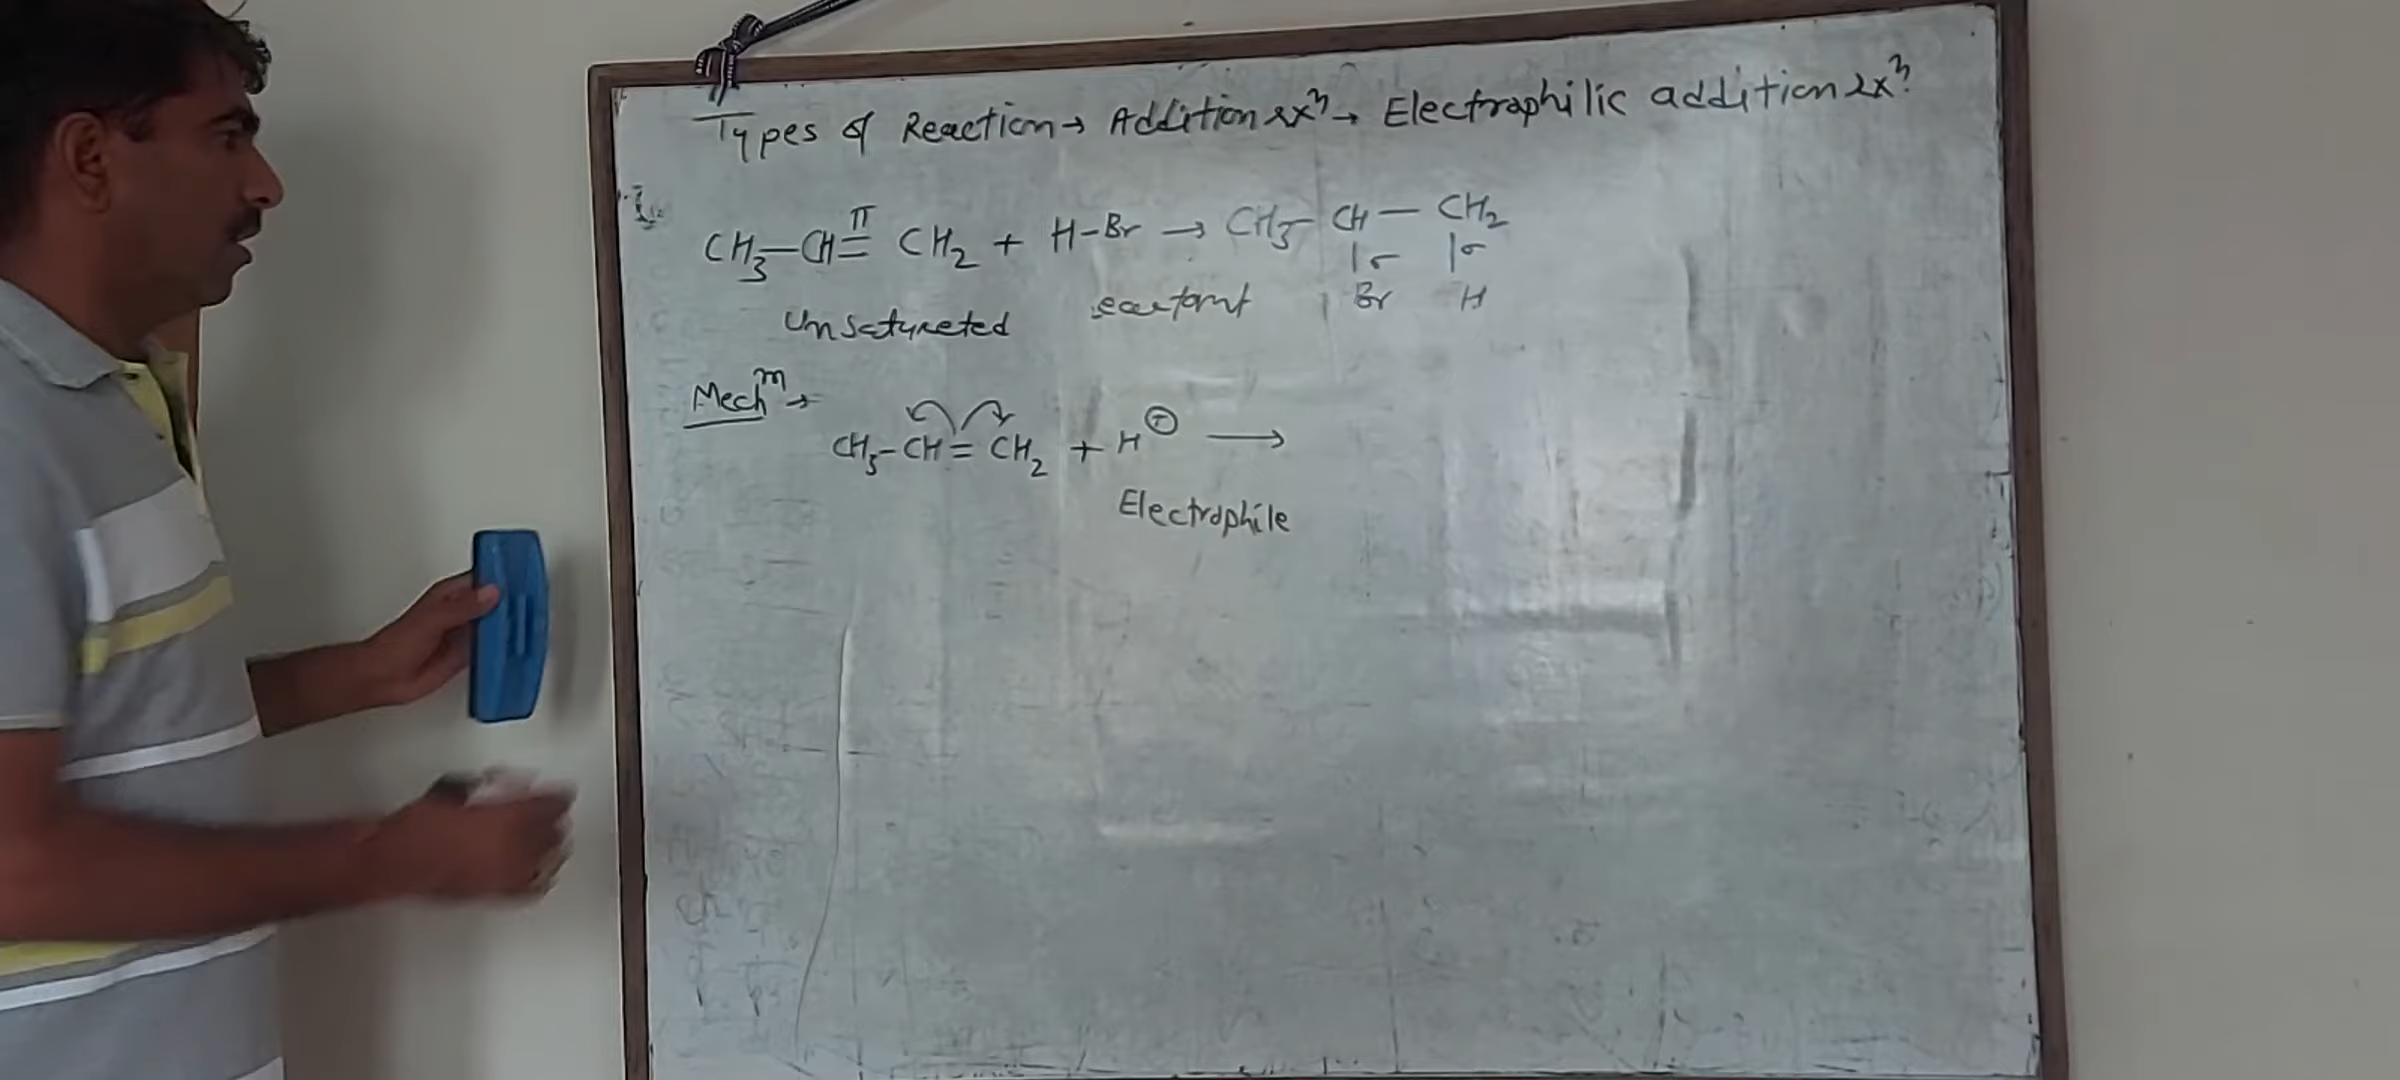 Types of Reaction → Addition rxⁿ → Electrophilic addition rxⁿ.
π
CH₃–CH = CH₂ + H–Br → CH₃– CH — CH₂
|σ |σ
Br H
Unsaturated
Mechᵐ →
CH₃–CH = CH₂ + H⊕ ⟶
Electrophile